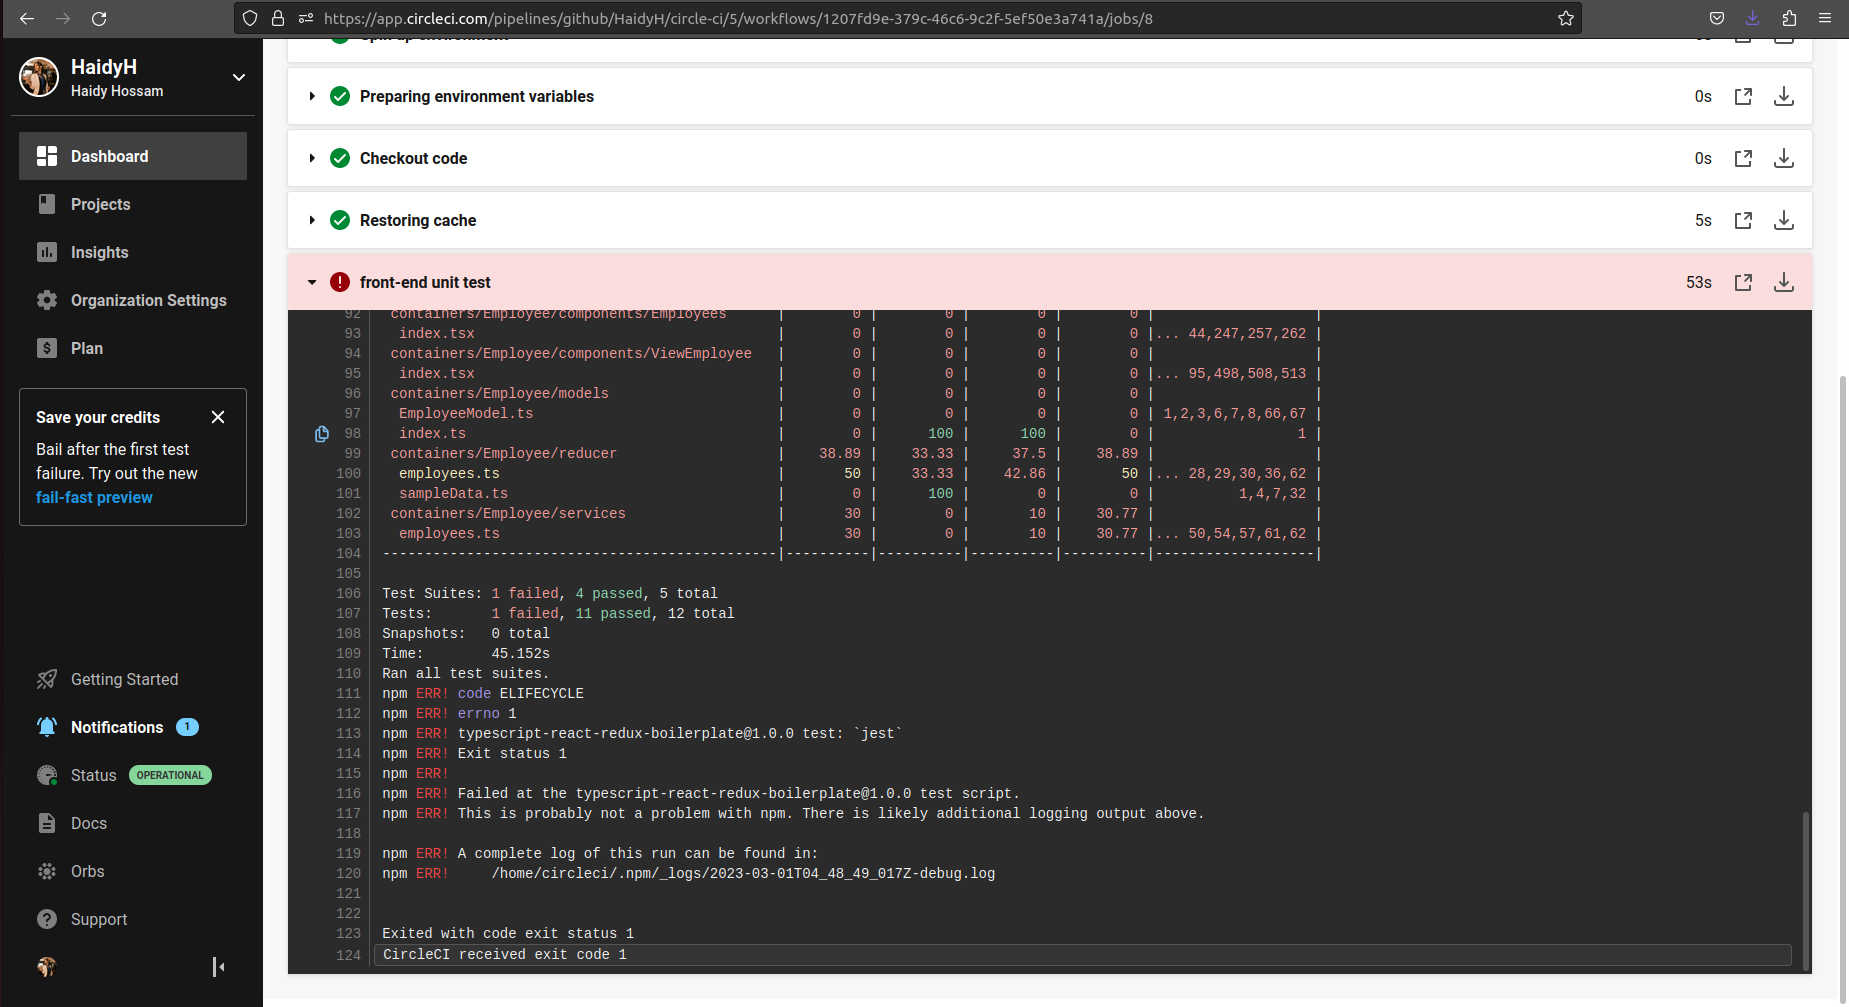 https://app.circleci.com/pipelines/github/HaidyH/circle-ci/5/workflows/1207fd9e-379c-46c6-9c2f-5ef50e3a741a/jobs/8
HaidyH
Haidy Hossam
Dashboard
Projects
Insights
Organization Settings
Plan
Save your credits
Bail after the first test
failure. Try out the new
fail-fast preview
Getting Started
Notifications 1
Status OPERATIONAL
Docs
Orbs
Support
Spin up environment
Preparing environment variables 0s
Checkout code 0s
Restoring cache 5s
front-end unit test 53s
92 containers/Employee/components/Employees | 0 | 0 | 0 | 0 | |
93 index.tsx | 0 | 0 | 0 | 0 |... 44,247,257,262 |
94 containers/Employee/components/ViewEmployee | 0 | 0 | 0 | 0 | |
95 index.tsx | 0 | 0 | 0 | 0 |... 95,498,508,513 |
96 containers/Employee/models | 0 | 0 | 0 | 0 | |
97 EmployeeModel.ts | 0 | 0 | 0 | 0 | 1,2,3,6,7,8,66,67 |
98 index.ts | 0 | 100 | 100 | 0 | 1 |
99 containers/Employee/reducer | 38.89 | 33.33 | 37.5 | 38.89 | |
100 employees.ts | 50 | 33.33 | 42.86 | 50 |... 28,29,30,36,62 |
101 sampleData.ts | 0 | 100 | 0 | 0 | 1,4,7,32 |
102 containers/Employee/services | 30 | 0 | 10 | 30.77 | |
103 employees.ts | 30 | 0 | 10 | 30.77 |... 50,54,57,61,62 |
104 -----------------------------------------------|----------|----------|----------|----------|-------------------|
105
106 Test Suites: 1 failed, 4 passed, 5 total
107 Tests: 1 failed, 11 passed, 12 total
108 Snapshots: 0 total
109 Time: 45.152s
110 Ran all test suites.
111 npm ERR! code ELIFECYCLE
112 npm ERR! errno 1
113 npm ERR! typescript-react-redux-boilerplate@1.0.0 test: `jest`
114 npm ERR! Exit status 1
115 npm ERR!
116 npm ERR! Failed at the typescript-react-redux-boilerplate@1.0.0 test script.
117 npm ERR! This is probably not a problem with npm. There is likely additional logging output above.
118
119 npm ERR! A complete log of this run can be found in:
120 npm ERR! /home/circleci/.npm/_logs/2023-03-01T04_48_49_017Z-debug.log
121
122
123 Exited with code exit status 1
124 CircleCI received exit code 1